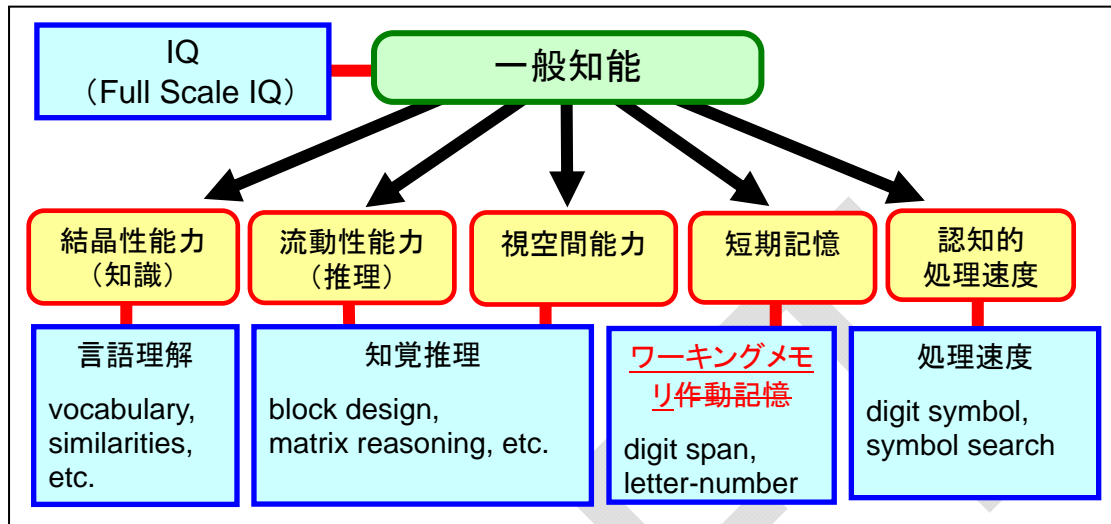 IQ
（Full Scale IQ）
一般知能
結晶性能力
（知識）
流動性能力
（推理）
視空間能力
短期記憶
認知的
処理速度
言語理解
vocabulary,
similarities,
etc.
知覚推理
block design,
matrix reasoning, etc.
ワーキングメモ
リ作動記憶
digit span,
letter-number
処理速度
digit symbol,
symbol search